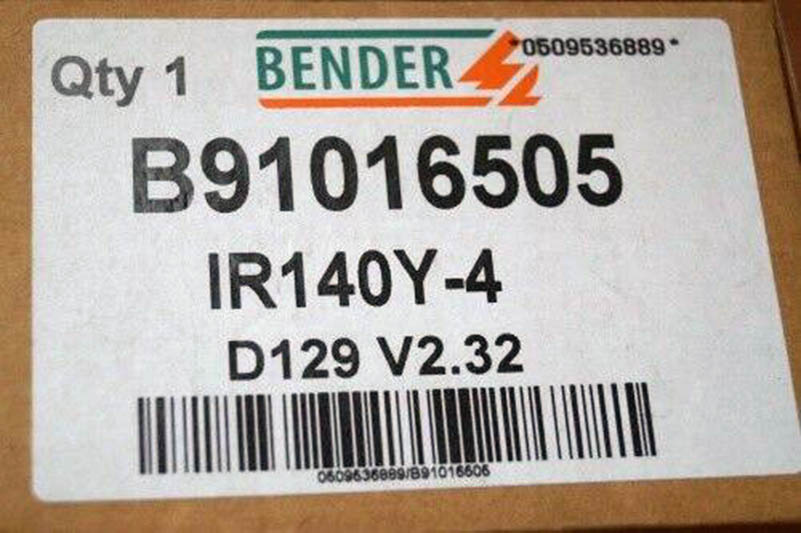 Qty 1
BENDER
*0509536889*
B91016505
IR140Y-4
D129 V2.32
0509536889/B91016505